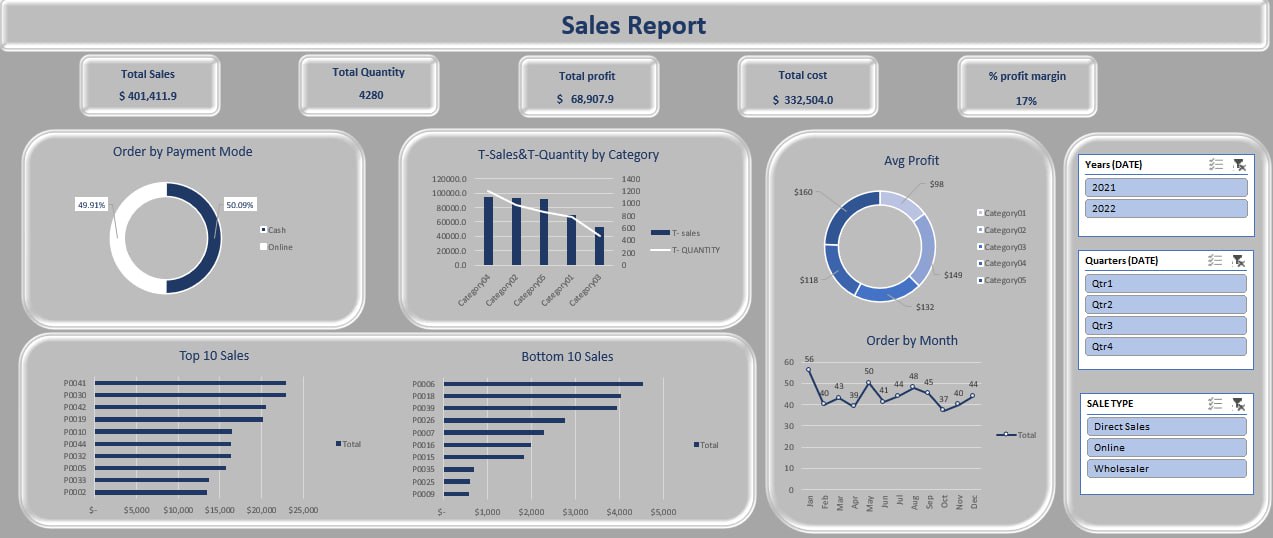 Sales Report
Total Sales
$ 401,411.9
Total Quantity
4280
Total profit
$ 68,907.9
Total cost
$ 332,504.0
% profit margin
17%
Order by Payment Mode
49.91%
50.09%
Cash
Online
T-Sales&T-Quantity by Category
120000.0
100000.0
80000.0
60000.0
40000.0
20000.0
0.0
1400
1200
1000
800
600
400
200
0
Category04
Category02
Category05
Category01
Category03
T- sales
T- QUANTITY
Avg Profit
$160
$98
$118
$149
$132
Category01
Category02
Category03
Category04
Category05
Years (DATE)
2021
2022
Quarters (DATE)
Qtr1
Qtr2
Qtr3
Qtr4
SALE TYPE
Direct Sales
Online
Wholesaler
Top 10 Sales
P0041
P0030
P0042
P0019
P0010
P0044
P0032
P0005
P0033
P0002
$- $5,000 $10,000 $15,000 $20,000 $25,000
Total
Bottom 10 Sales
P0006
P0018
P0039
P0026
P0007
P0016
P0015
P0035
P0025
P0009
$- $1,000 $2,000 $3,000 $4,000 $5,000
Total
Order by Month
60
50
40
30
20
10
0
56 40 43 39 50 41 44 48 45 37 40 44
Jan Feb Mar Apr May Jun Jul Aug Sep Oct Nov Dec
Total